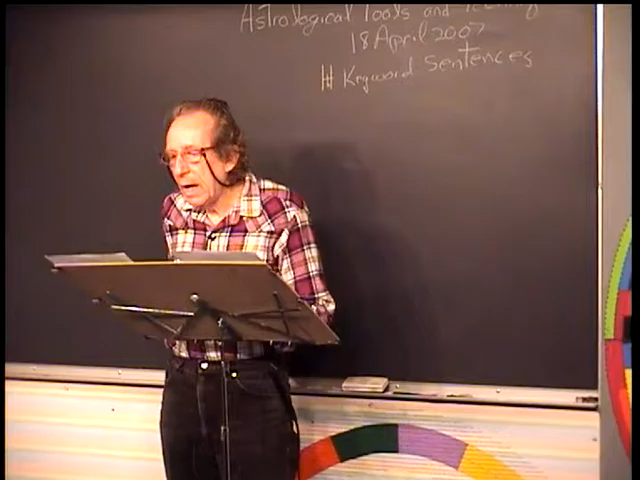 Astrological Tools and
18 April 2007
# Keyword Sentences